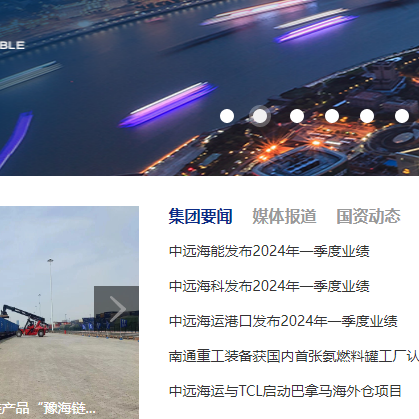 BLE
集团要闻 媒体报道 国资动态
中远海能发布2024年一季度业绩
中远海科发布2024年一季度业绩
中远海运港口发布2024年一季度业绩
南通重工装备获国内首张氨燃料罐工厂认
中远海运与TCL启动巴拿马海外仓项目
产品“豫海链...